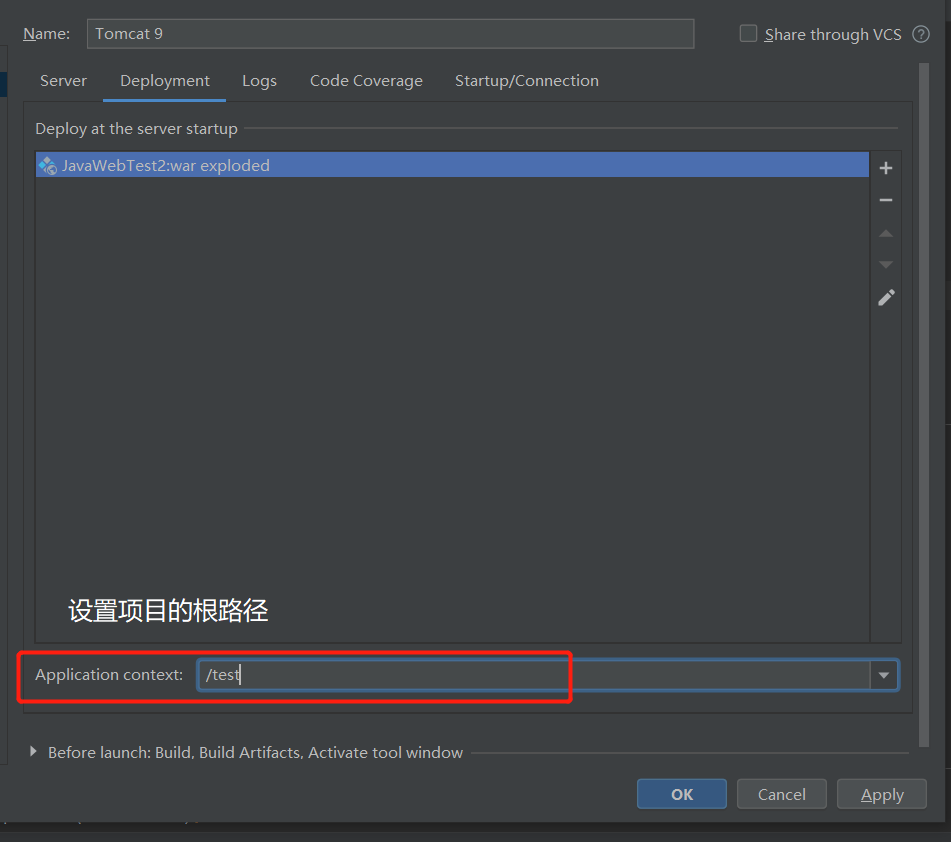 Name: Tomcat 9 Share through VCS ?
Server Deployment Logs Code Coverage Startup/Connection
Deploy at the server startup
JavaWebTest2:war exploded
设置项目的根路径
Application context: /test
Before launch: Build, Build Artifacts, Activate tool window
OK Cancel Apply